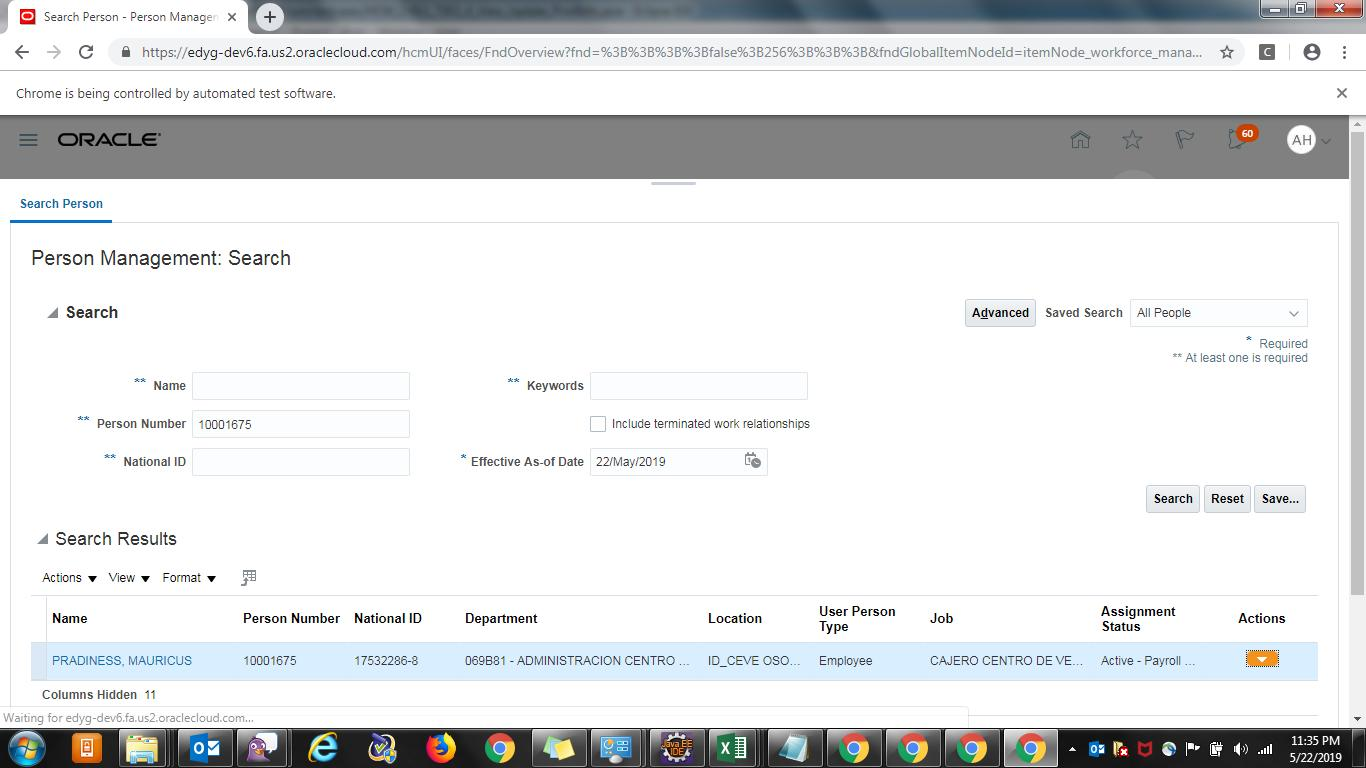 Search Person - Person Managen
https://edyg-dev6.fa.us2.oraclecloud.com/hcmUI/faces/FndOverview?fnd=%3B%3B%3B%3Bfalse%3B256%3B%3B%3B&fndGlobalItemNodeId=itemNode_workforce_mana...
Chrome is being controlled by automated test software.
ORACLE
60
AH
Search Person
Person Management: Search
Search
Advanced Saved Search All People
* Required
** At least one is required
** Name
** Keywords
** Person Number 10001675
Include terminated work relationships
** National ID
* Effective As-of Date 22/May/2019
Search Reset Save...
Search Results
Actions View Format
Name Person Number National ID Department Location User Person Type Job Assignment Status Actions
PRADINESS, MAURICUS 10001675 17532286-8 069B81 - ADMINISTRACION CENTRO ... ID_CEVE OSO... Employee CAJERO CENTRO DE VE... Active - Payroll ...
Columns Hidden 11
Waiting for edyg-dev6.fa.us2.oraclecloud.com...
Java EE
IDE
11:35 PM
5/22/2019